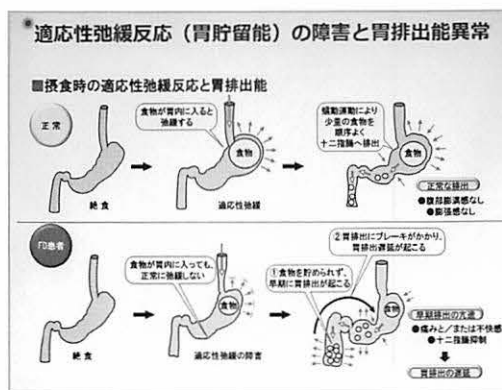 適応性弛緩反応（胃貯留能）の障害と胃排出能異常
■摂食時の適応性弛緩反応と胃排出能
正常
食物が胃内に入ると
弛緩する
食物
絶食
適応性弛緩
蠕動運動により
少量の食物を
順序よく
十二指腸へ排出
食物
正常な排出
●腹部膨満感なし
●膨張感なし
FD患者
食物が胃内に入っても、
正常に弛緩しない
食物
絶食
適応性弛緩の障害
①食物を貯められず、
早期に胃排出が起こる
②胃排出にブレーキがかかり、
胃排出遅延が起こる
食物
早期排出の亢進
●痛みと／または不快感
●十二指腸抑制
胃排出の遅延